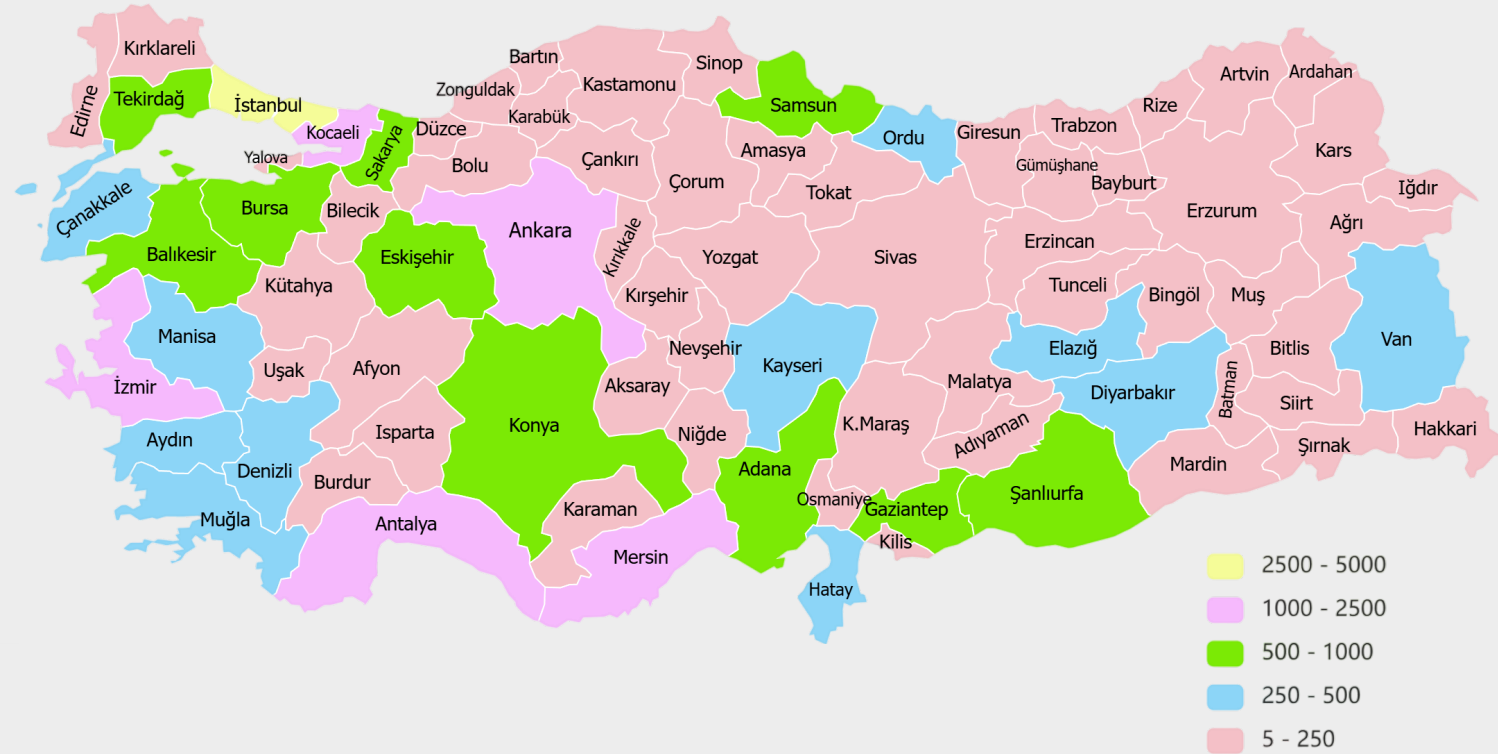 Kırklareli
Edirne
Tekirdağ
İstanbul
Kocaeli
Yalova
Sakarya
Düzce
Zonguldak
Bartın
Karabük
Kastamonu
Sinop
Samsun
Ordu
Giresun
Trabzon
Rize
Artvin
Ardahan
Kars
Iğdır
Ağrı
Erzurum
Bayburt
Gümüşhane
Amasya
Tokat
Çorum
Çankırı
Bolu
Çanakkale
Bursa
Bilecik
Balıkesir
Eskişehir
Ankara
Kırıkkale
Yozgat
Sivas
Erzincan
Tunceli
Bingöl
Muş
Kütahya
Kırşehir
Manisa
Uşak
Afyon
Nevşehir
Kayseri
Elazığ
Bitlis
Van
İzmir
Aksaray
Malatya
Diyarbakır
Batman
Siirt
Aydın
Denizli
Isparta
Konya
Niğde
K.Maraş
Adıyaman
Mardin
Şırnak
Hakkari
Burdur
Adana
Osmaniye
Gaziantep
Şanlıurfa
Muğla
Antalya
Karaman
Mersin
Kilis
Hatay
2500 - 5000
1000 - 2500
500 - 1000
250 - 500
5 - 250